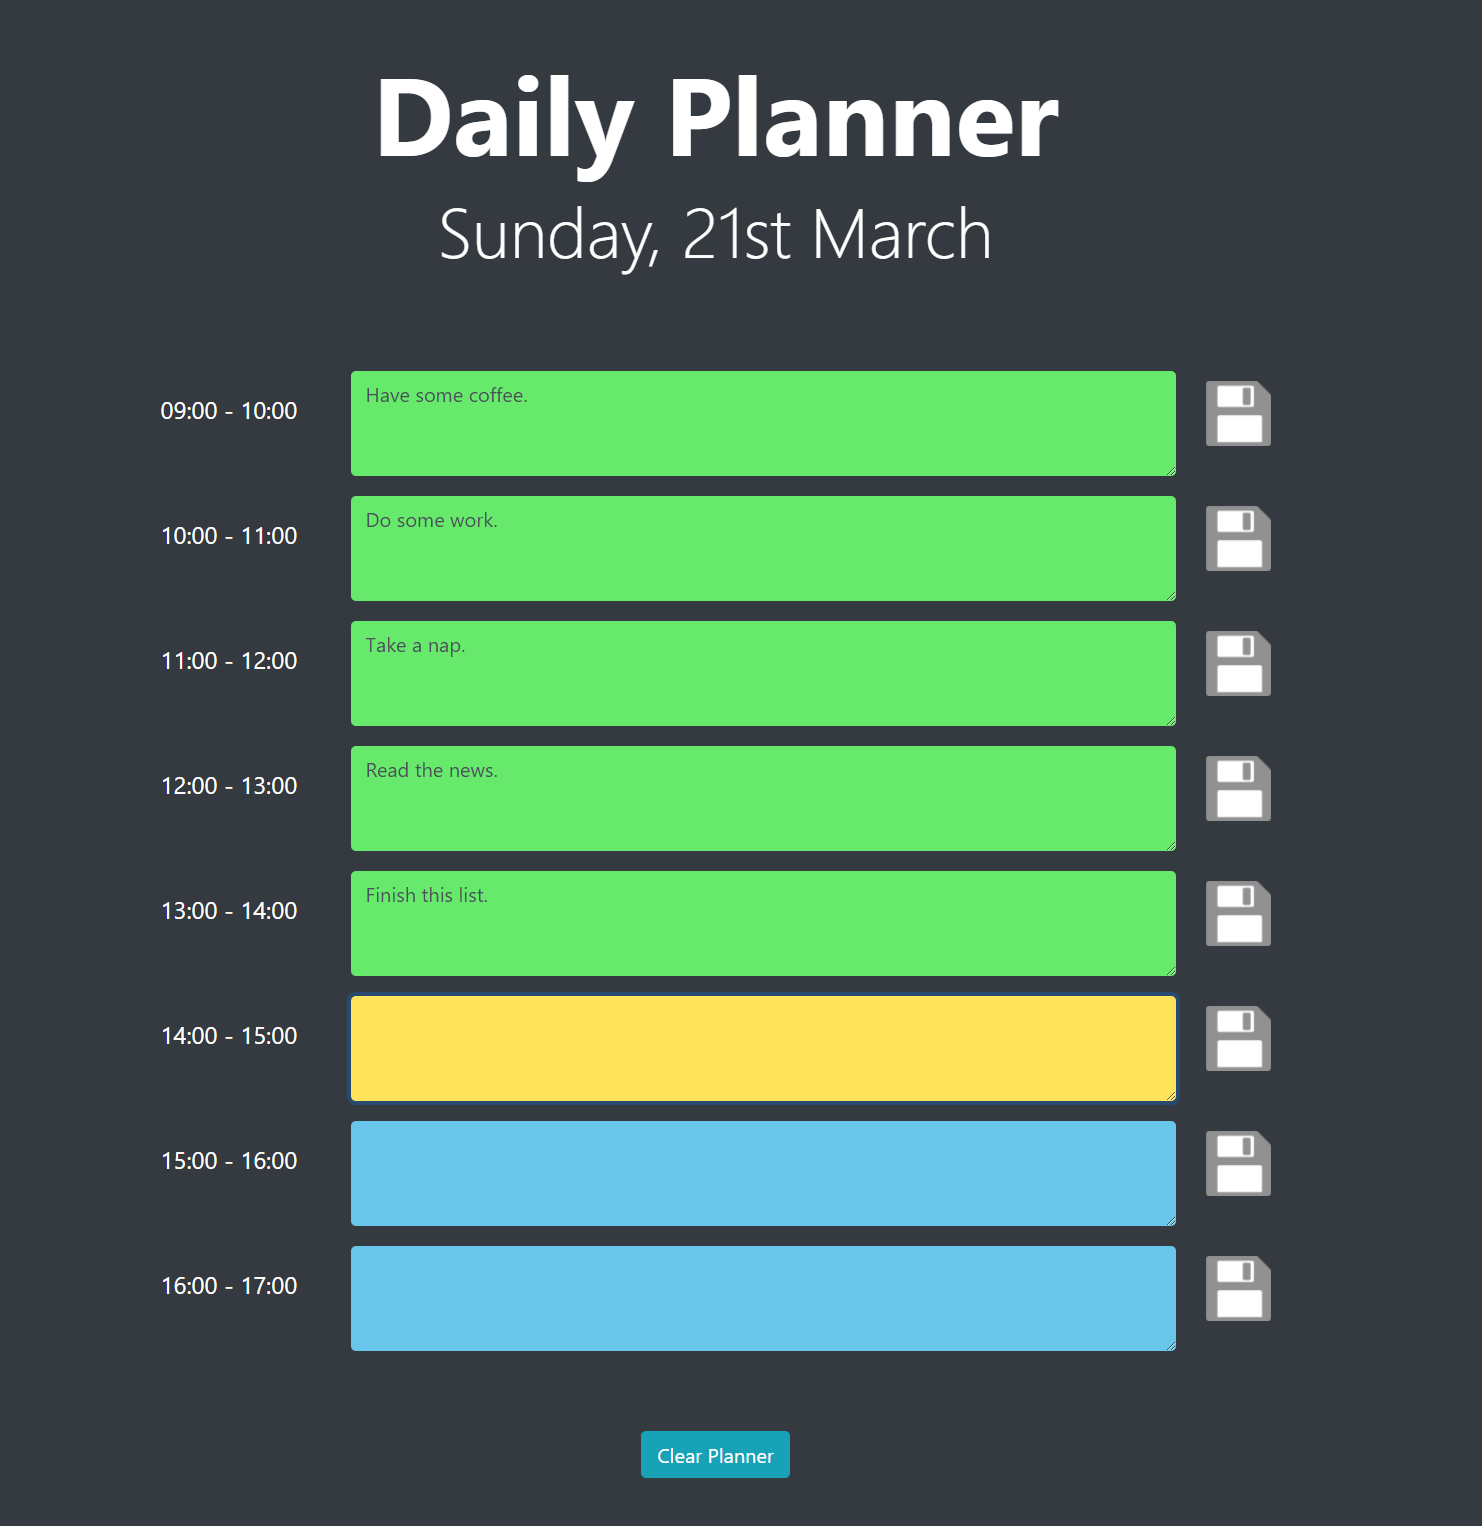 Daily Planner
Sunday, 21st March
09:00 - 10:00
Have some coffee.
10:00 - 11:00
Do some work.
11:00 - 12:00
Take a nap.
12:00 - 13:00
Read the news.
13:00 - 14:00
Finish this list.
14:00 - 15:00
15:00 - 16:00
16:00 - 17:00
Clear Planner